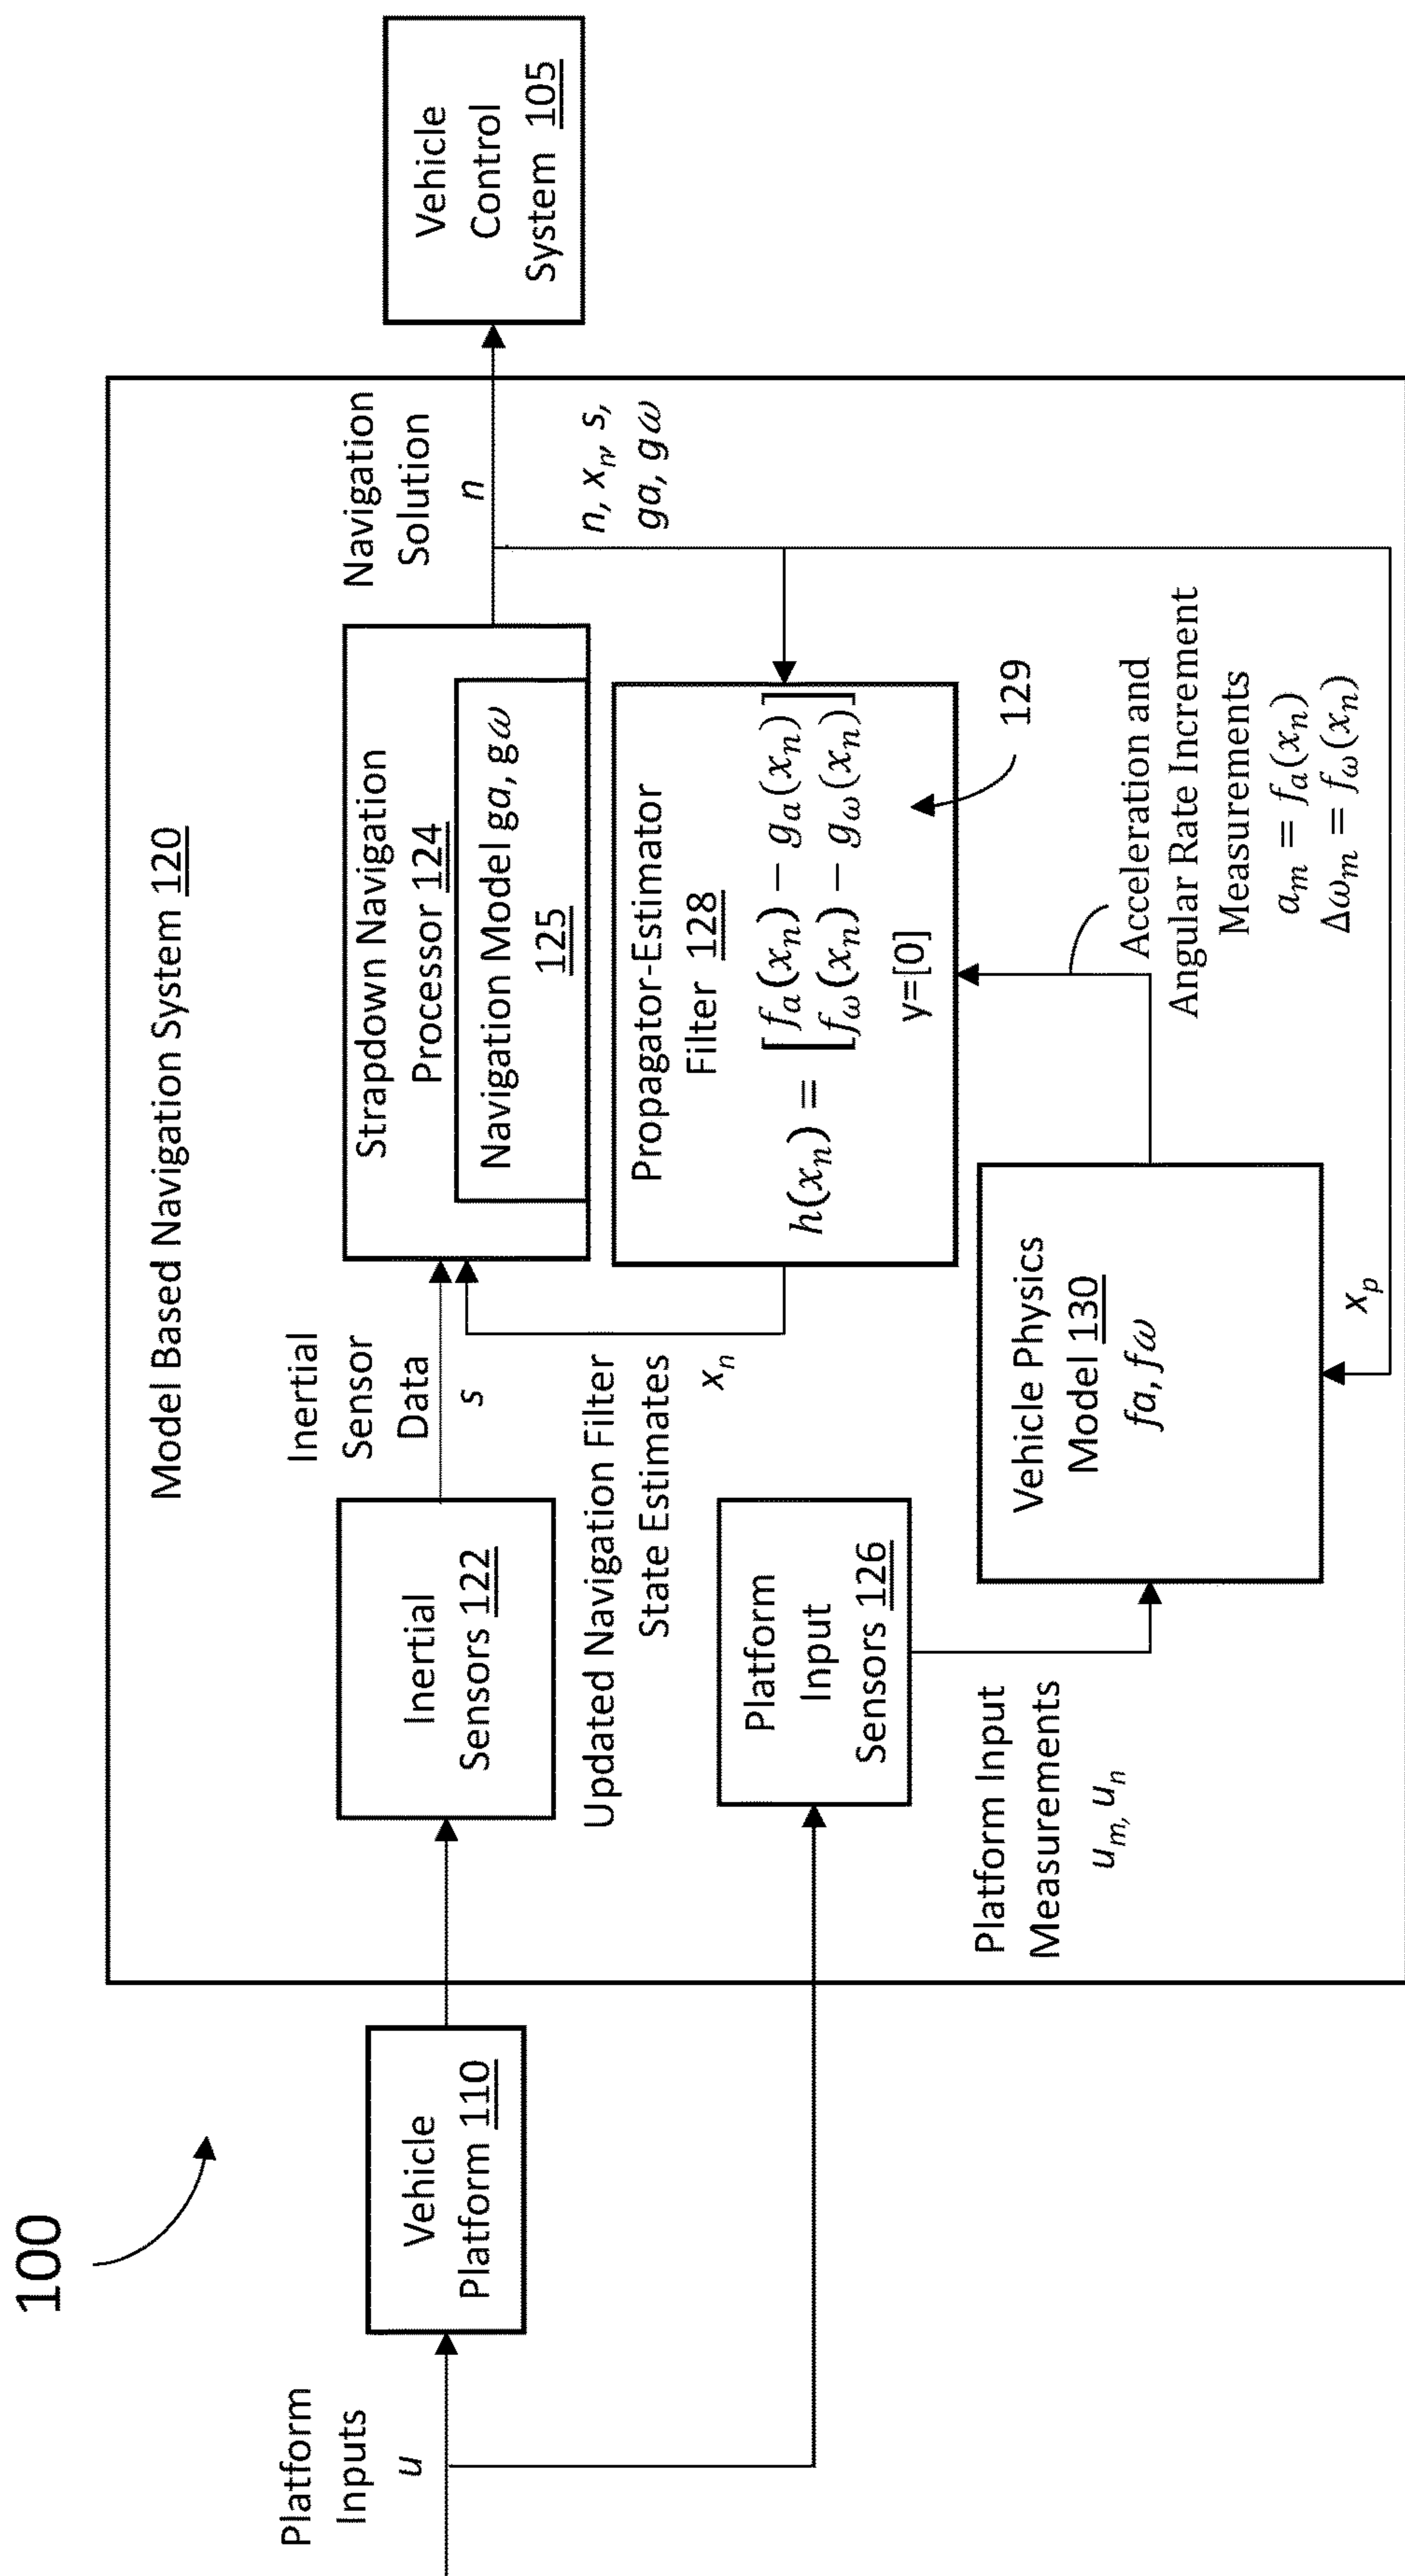 100
Platform
Inputs
u
Vehicle
Platform 110
Model Based Navigation System 120
Inertial
Sensors 122
Inertial
Sensor
Data
s
Strapdown Navigation
Processor 124
Navigation Model ga, gω
125
Navigation
Solution
n
Vehicle
Control
System 105
n, xₙ, s,
ga, gω
Updated Navigation Filter
State Estimates
xₙ
Propagator-Estimator
Filter 128
h(xₙ) = [fₐ(xₙ) − gₐ(xₙ)
f_ω(xₙ) − g_ω(xₙ)]
y=[0]
129
Platform
Input
Sensors 126
Platform Input
Measurements
uₘ, uₙ
Vehicle Physics
Model 130
fa, fω
Acceleration and
Angular Rate Increment
Measurements
aₘ = fₐ(xₙ)
Δωₘ = f_ω(xₙ)
xₚ